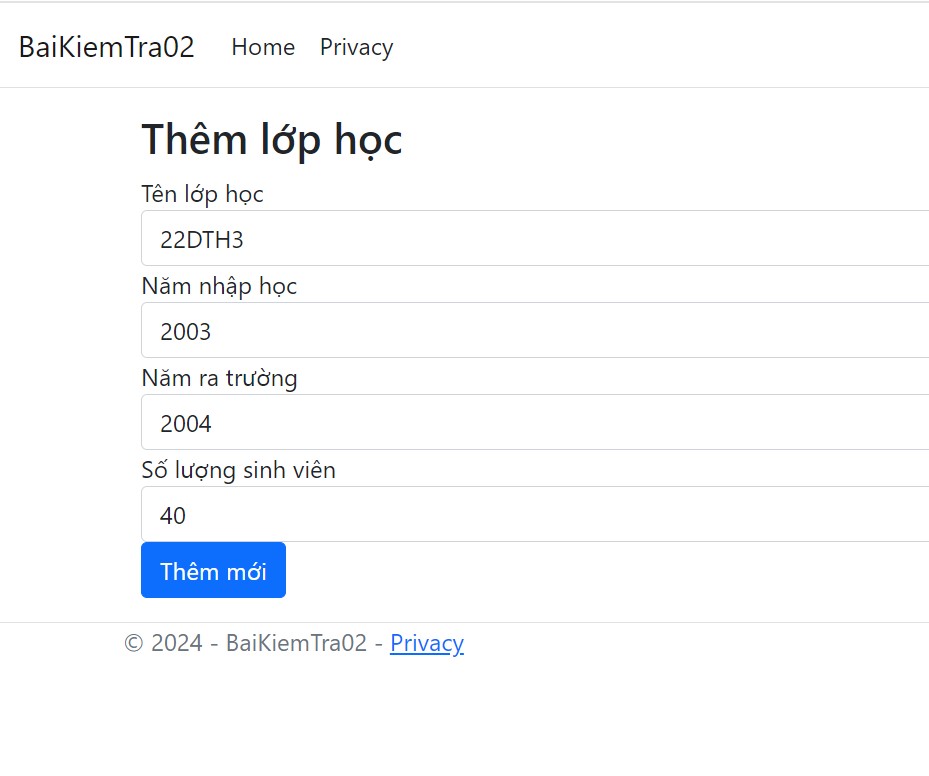 BaiKiemTra02 Home Privacy
Thêm lớp học
Tên lớp học
22DTH3
Năm nhập học
2003
Năm ra trường
2004
Số lượng sinh viên
40
Thêm mới
© 2024 - BaiKiemTra02 - Privacy